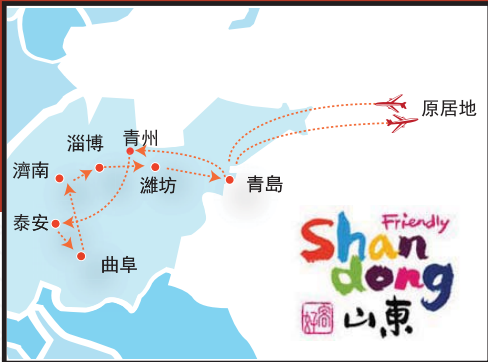 原居地
淄博
青州
濟南
濰坊
青島
泰安
曲阜
Friendly
Shan
dong
好客
山東